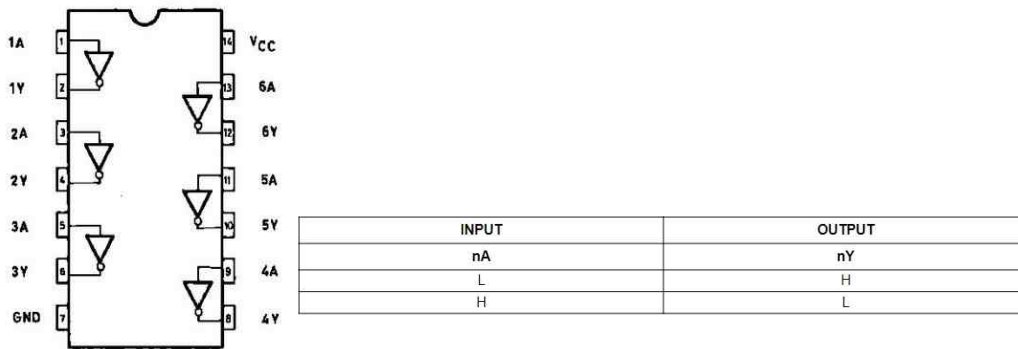 1A 1 14 VCC
1Y 2 13 6A
2A 3 12 6Y
2Y 4 11 5A
3A 5 10 5Y
3Y 6 9 4A
GND 7 8 4Y
INPUT OUTPUT
nA nY
L H
H L